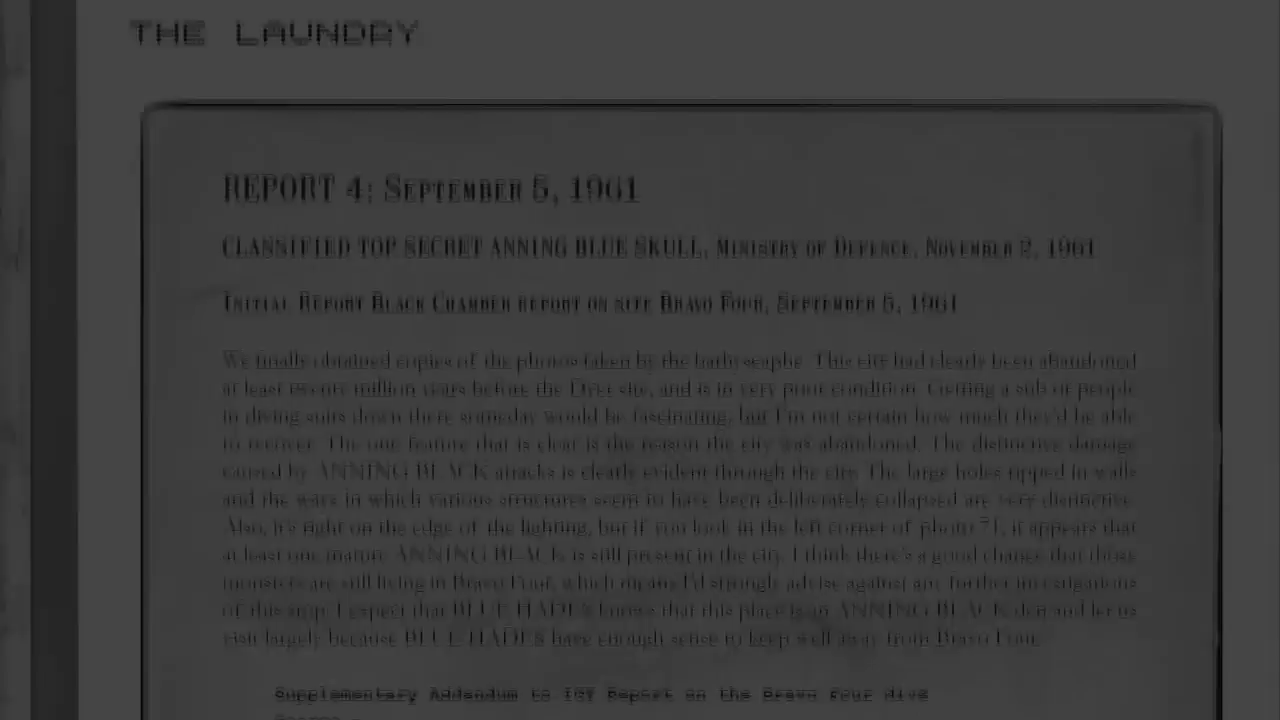 THE LAUNDRY
REPORT 4: September 5, 1961
CLASSIFIED TOP SECRET ANNING BLUE SKULL, Ministry of Defence, November 2, 1961
Initial Report Black Chamber report on site Bravo Four, September 5, 1961
We finally obtained copies of the photos taken by the bathyscaphe. This city had clearly been abandoned
at least twenty million years before the Dyer site, and is in very poor condition. Getting a sub or people
in diving suits down there someday would be fascinating, but I'm not certain how much they'd be able
to recover. The one feature that is clear is the reason the city was abandoned. The distinctive damage
caused by ANNING BLACK attacks is clearly evident through the city. The large holes ripped in walls
and the ways in which various structures seem to have been deliberately collapsed are very distinctive.
Also, it's right on the edge of the lighting, but if you look in the left corner of photo 71, it appears that
at least one mature ANNING BLACK is still present in the city. I think there's a good chance that those
monsters are still living in Bravo Four, which means I'd strongly advise against any further investigations
of this stop. I expect that BLUE HADES knows that this place is an ANNING BLACK den and let us
visit largely because BLUE HADES have enough sense to keep well away from Bravo Four.
Supplementary Addendum to IGY Report on the Bravo Four dive